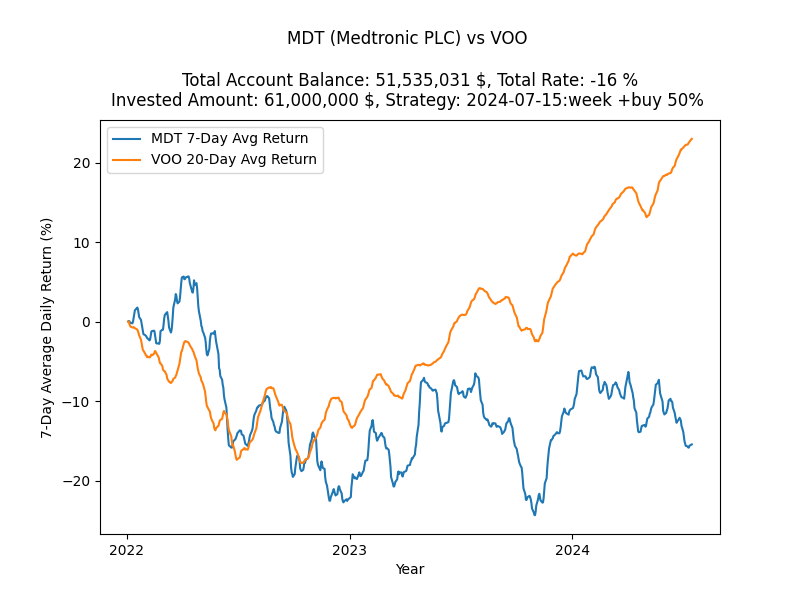 MDT (Medtronic PLC) vs VOO
Total Account Balance: 51,535,031 $, Total Rate: -16 %
Invested Amount: 61,000,000 $, Strategy: 2024-07-15:week +buy 50%
MDT 7-Day Avg Return
VOO 20-Day Avg Return
20
10
0
−10
−20
7-Day Average Daily Return (%)
2022
2023
2024
Year